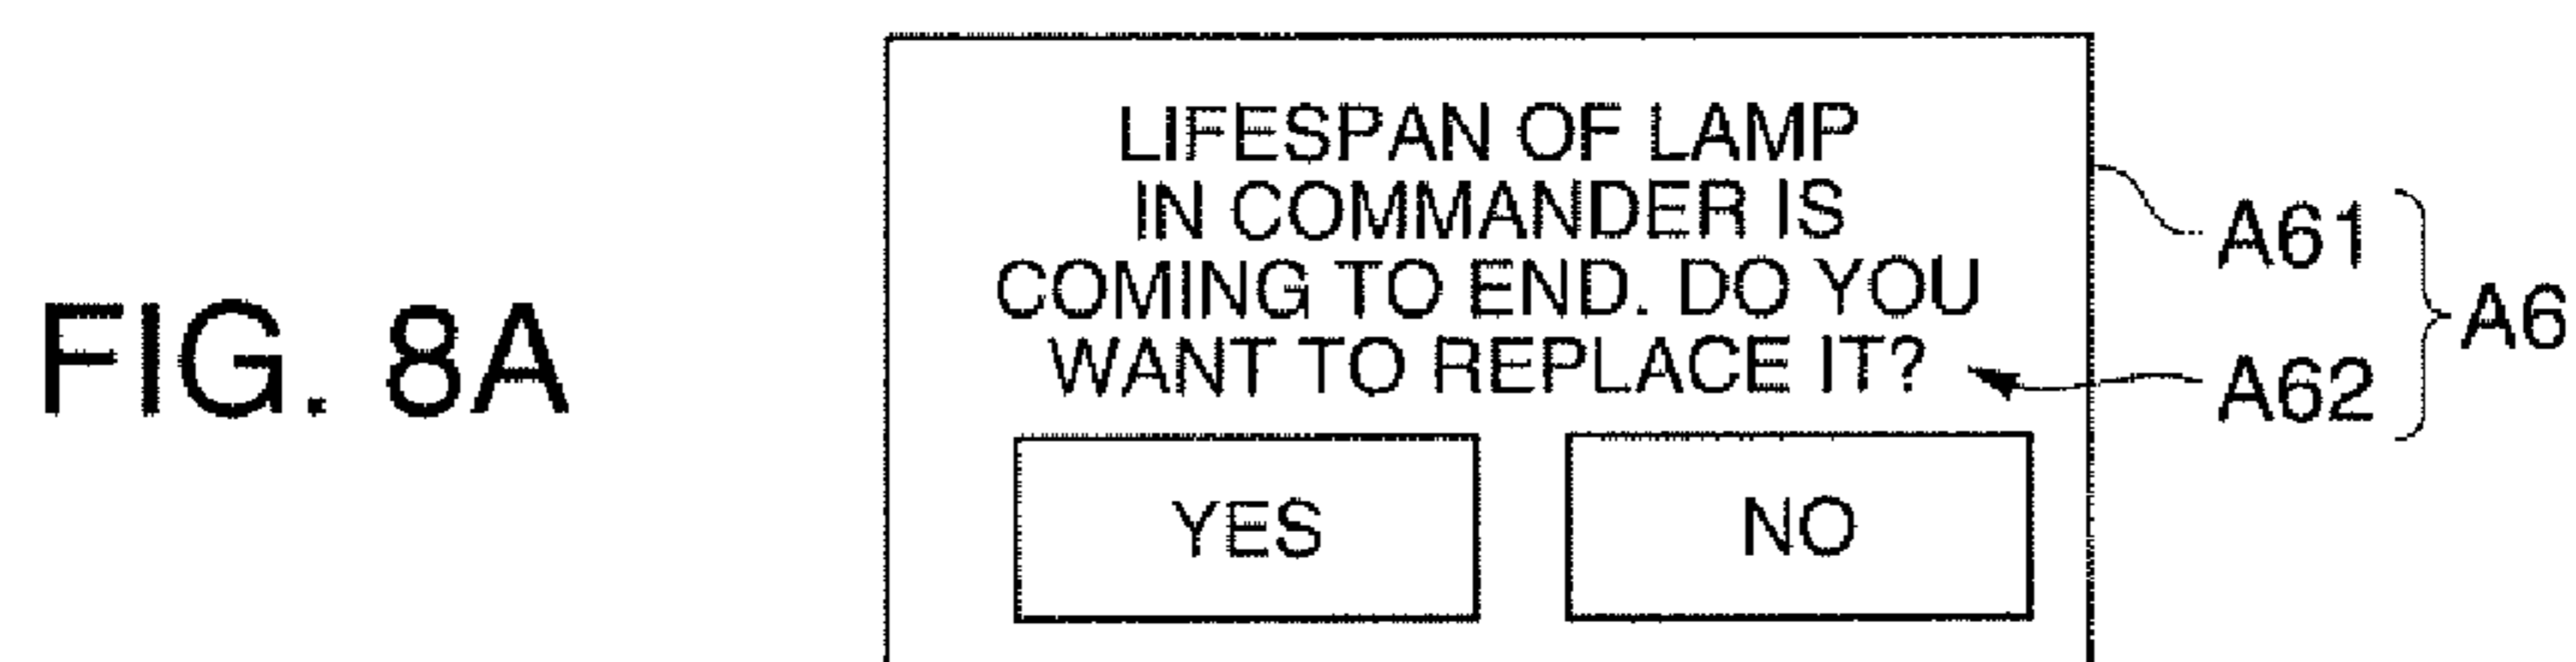 FIG. 8A
LIFESPAN OF LAMP
IN COMMANDER IS
COMING TO END. DO YOU
WANT TO REPLACE IT?
YES
NO
A61
A62
A6